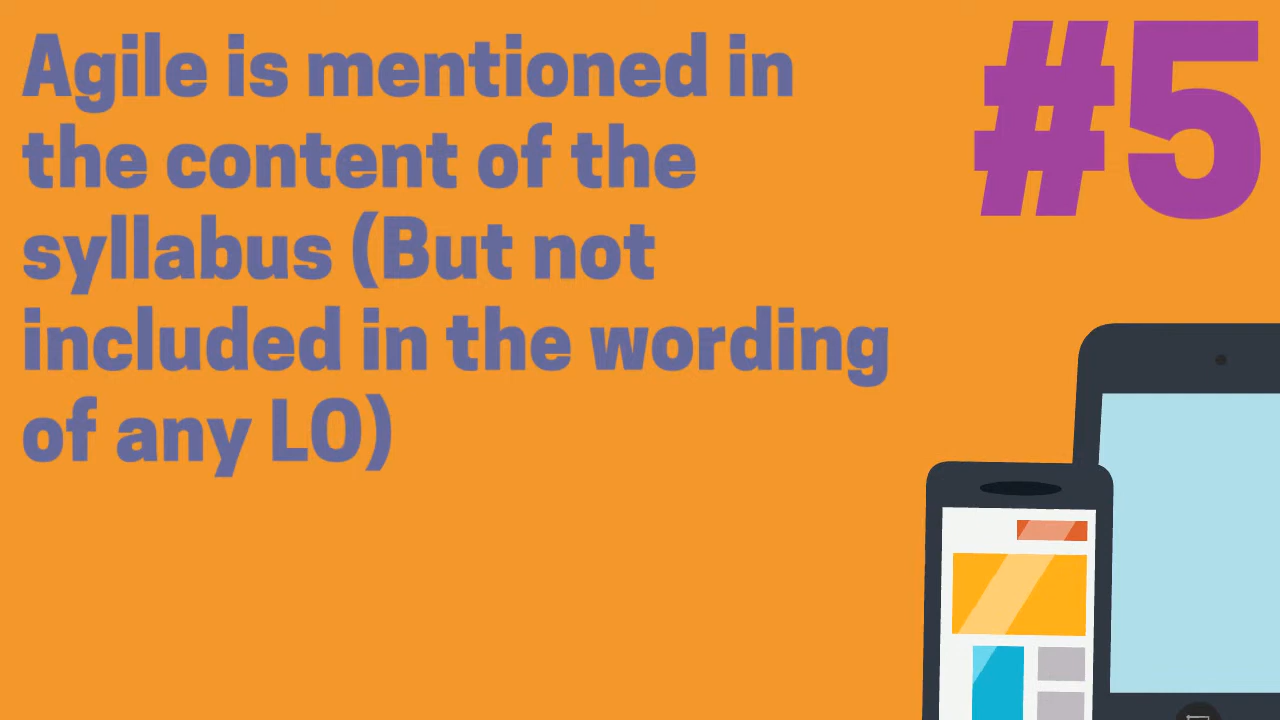 Agile is mentioned in
the content of the
syllabus (But not
included in the wording
of any LO)
#5